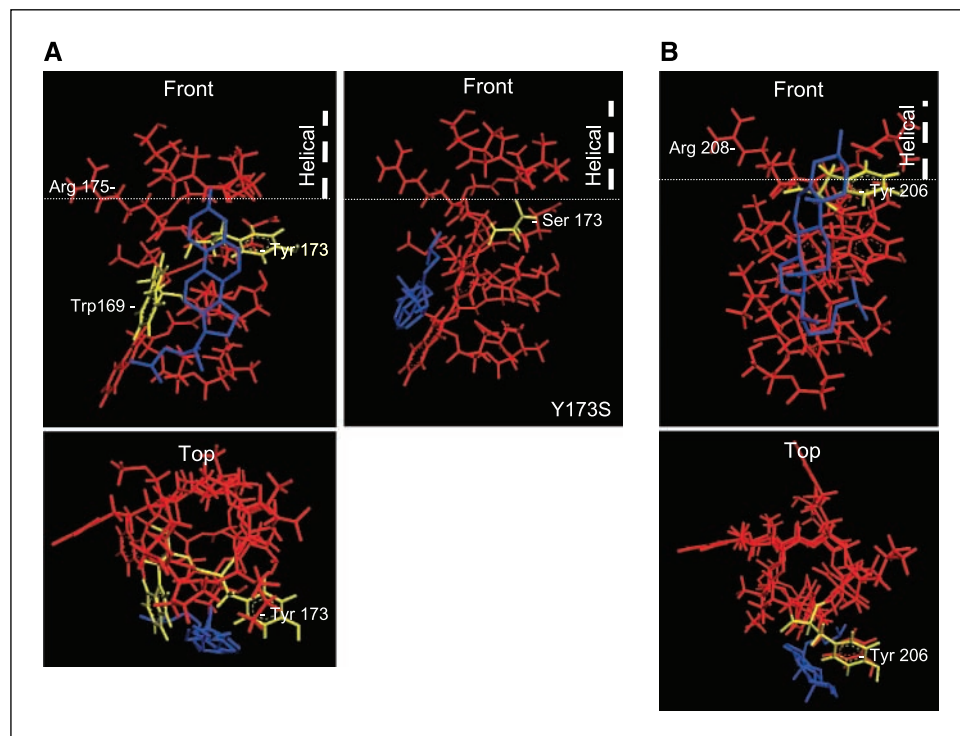 A
Front
Helical
Arg 175-
- Tyr 173
Trp169 -
Front
Helical
- Ser 173
Y173S
Top
- Tyr 173
B
Front
Helical
Arg 208-
- Tyr 206
Top
- Tyr 206